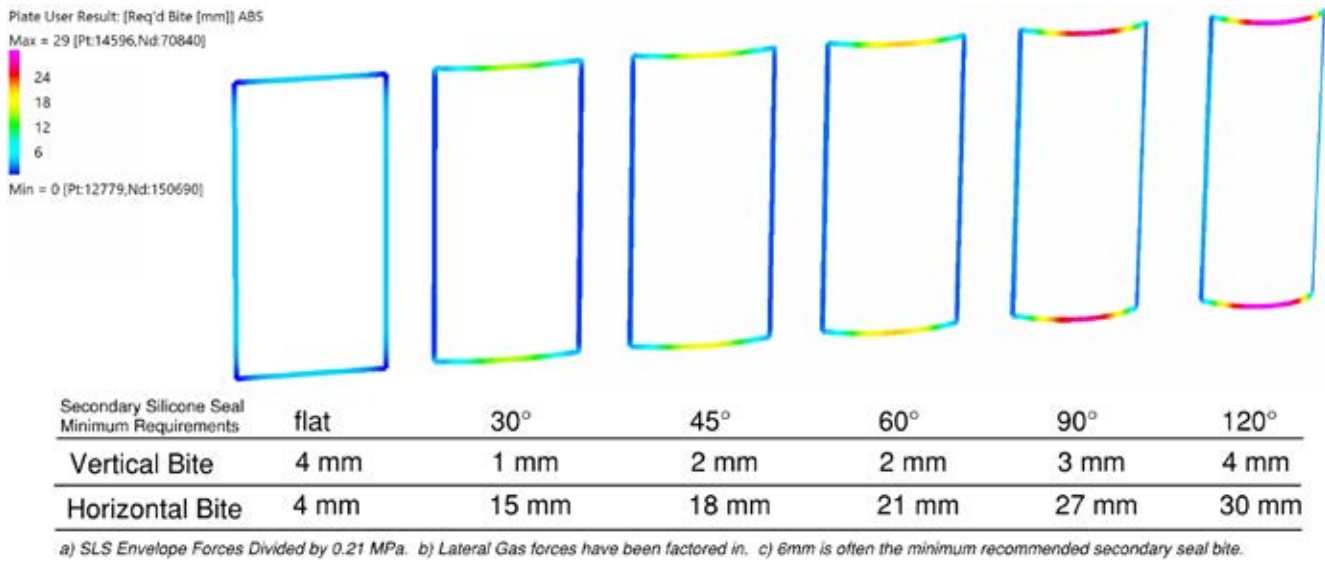 Plate User Result: [Req'd Bite [mm]] ABS
Max = 29 [Pt:14596,Nd:70840]
24
18
12
6
Min = 0 [Pt:12779,Nd:150690]
Secondary Silicone Seal
Minimum Requirements flat 30° 45° 60° 90° 120°
Vertical Bite 4 mm 1 mm 2 mm 2 mm 3 mm 4 mm
Horizontal Bite 4 mm 15 mm 18 mm 21 mm 27 mm 30 mm
a) SLS Envelope Forces Divided by 0.21 MPa. b) Lateral Gas forces have been factored in. c) 6mm is often the minimum recommended secondary seal bite.